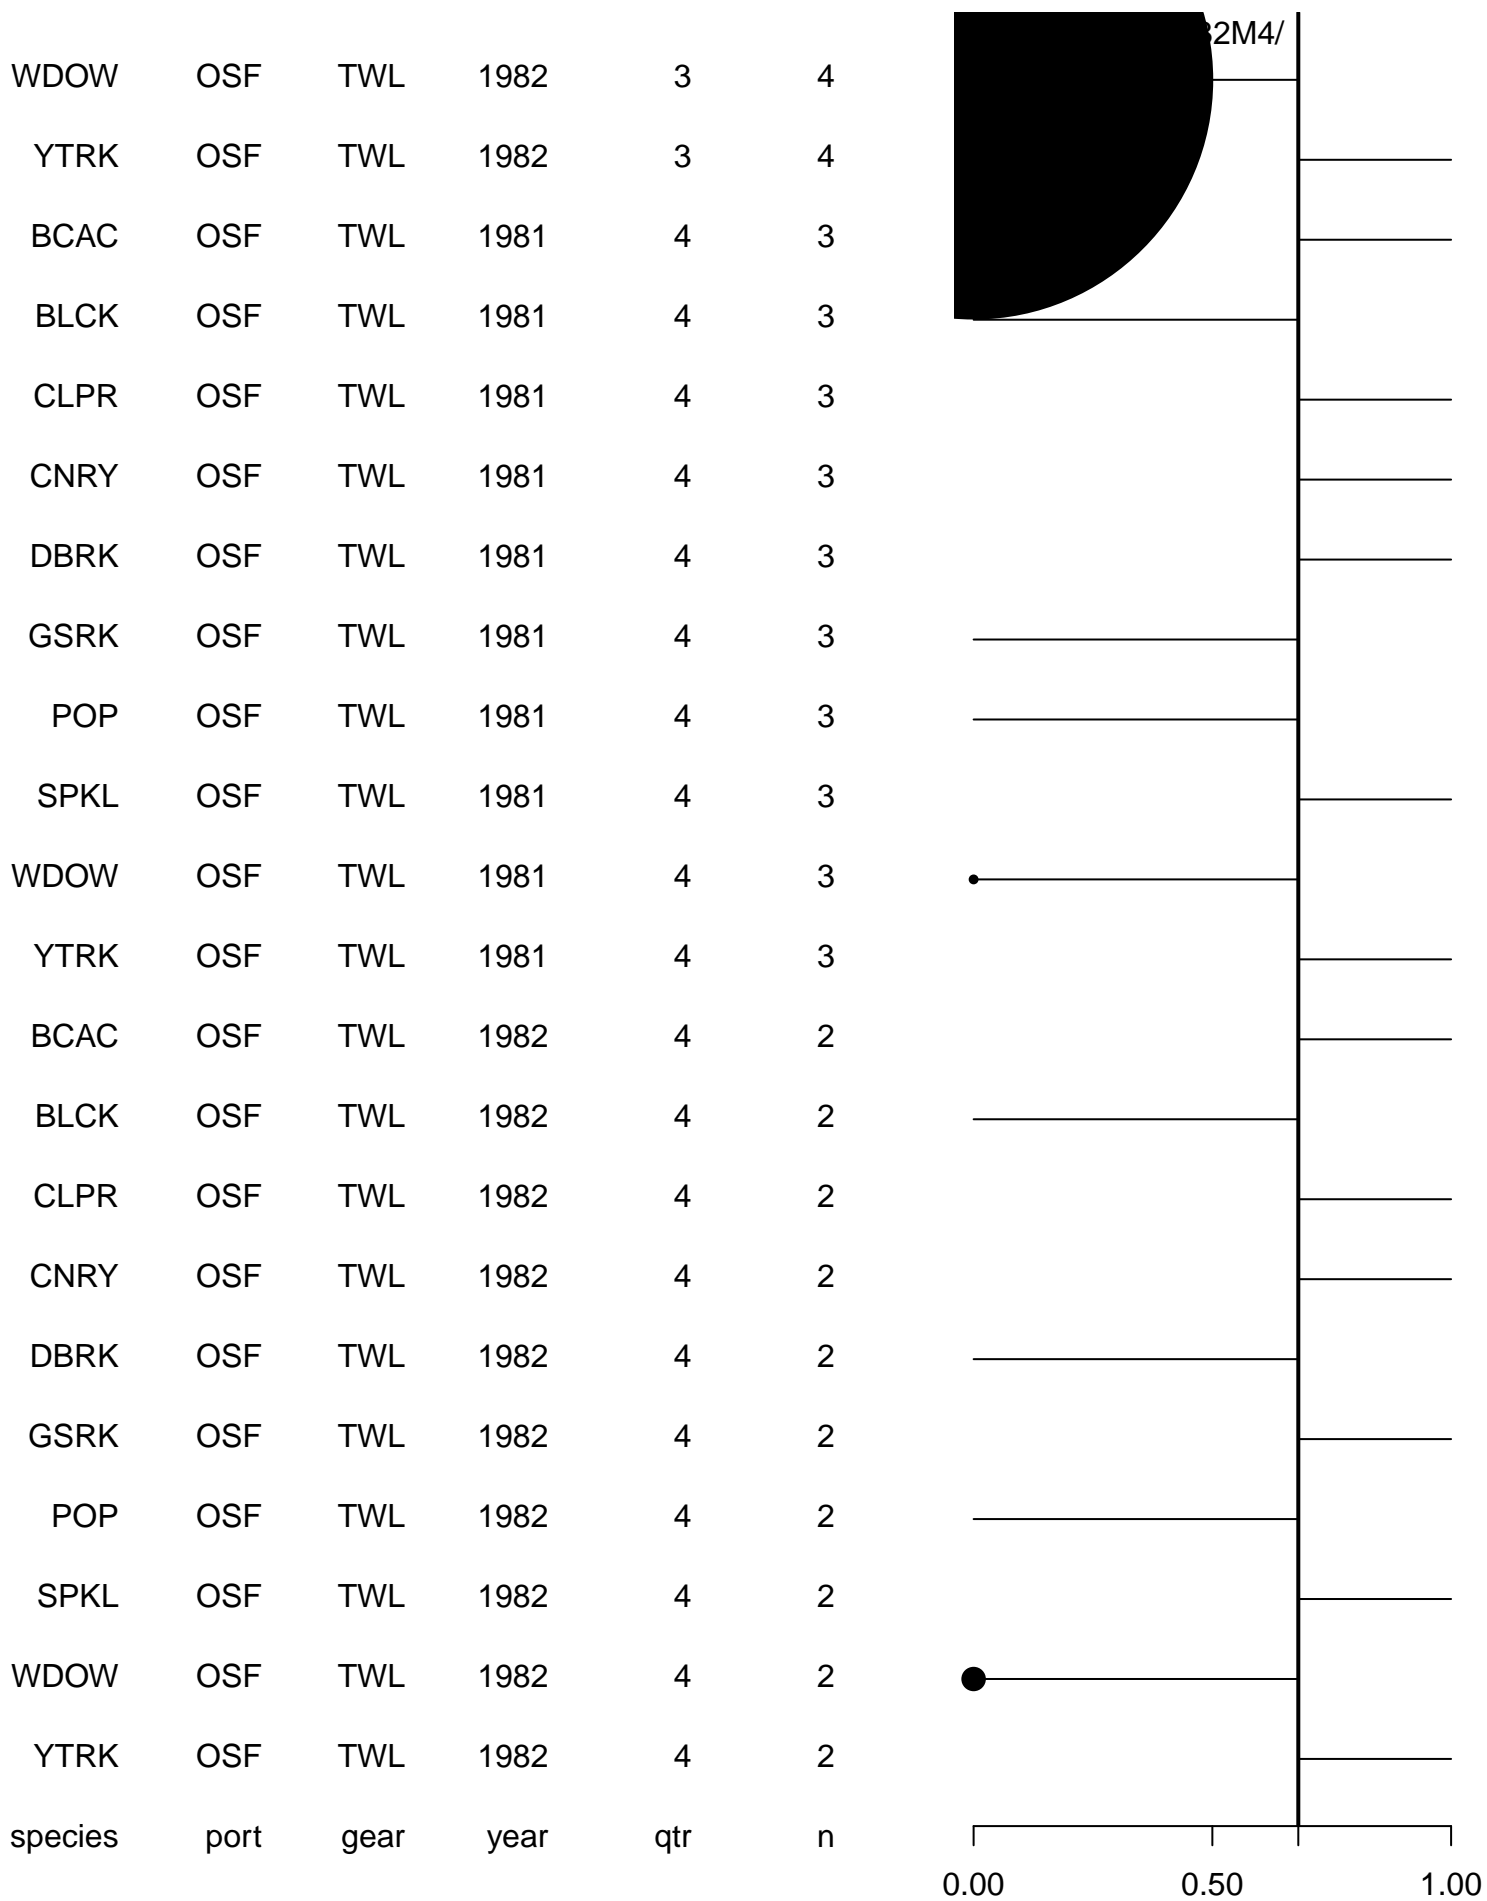 2M4/
WDOW OSF TWL 1982 3 4
YTRK OSF TWL 1982 3 4
BCAC OSF TWL 1981 4 3
BLCK OSF TWL 1981 4 3
CLPR OSF TWL 1981 4 3
CNRY OSF TWL 1981 4 3
DBRK OSF TWL 1981 4 3
GSRK OSF TWL 1981 4 3
POP OSF TWL 1981 4 3
SPKL OSF TWL 1981 4 3
WDOW OSF TWL 1981 4 3
YTRK OSF TWL 1981 4 3
BCAC OSF TWL 1982 4 2
BLCK OSF TWL 1982 4 2
CLPR OSF TWL 1982 4 2
CNRY OSF TWL 1982 4 2
DBRK OSF TWL 1982 4 2
GSRK OSF TWL 1982 4 2
POP OSF TWL 1982 4 2
SPKL OSF TWL 1982 4 2
WDOW OSF TWL 1982 4 2
YTRK OSF TWL 1982 4 2
species port gear year qtr n
0.00 0.50 1.00